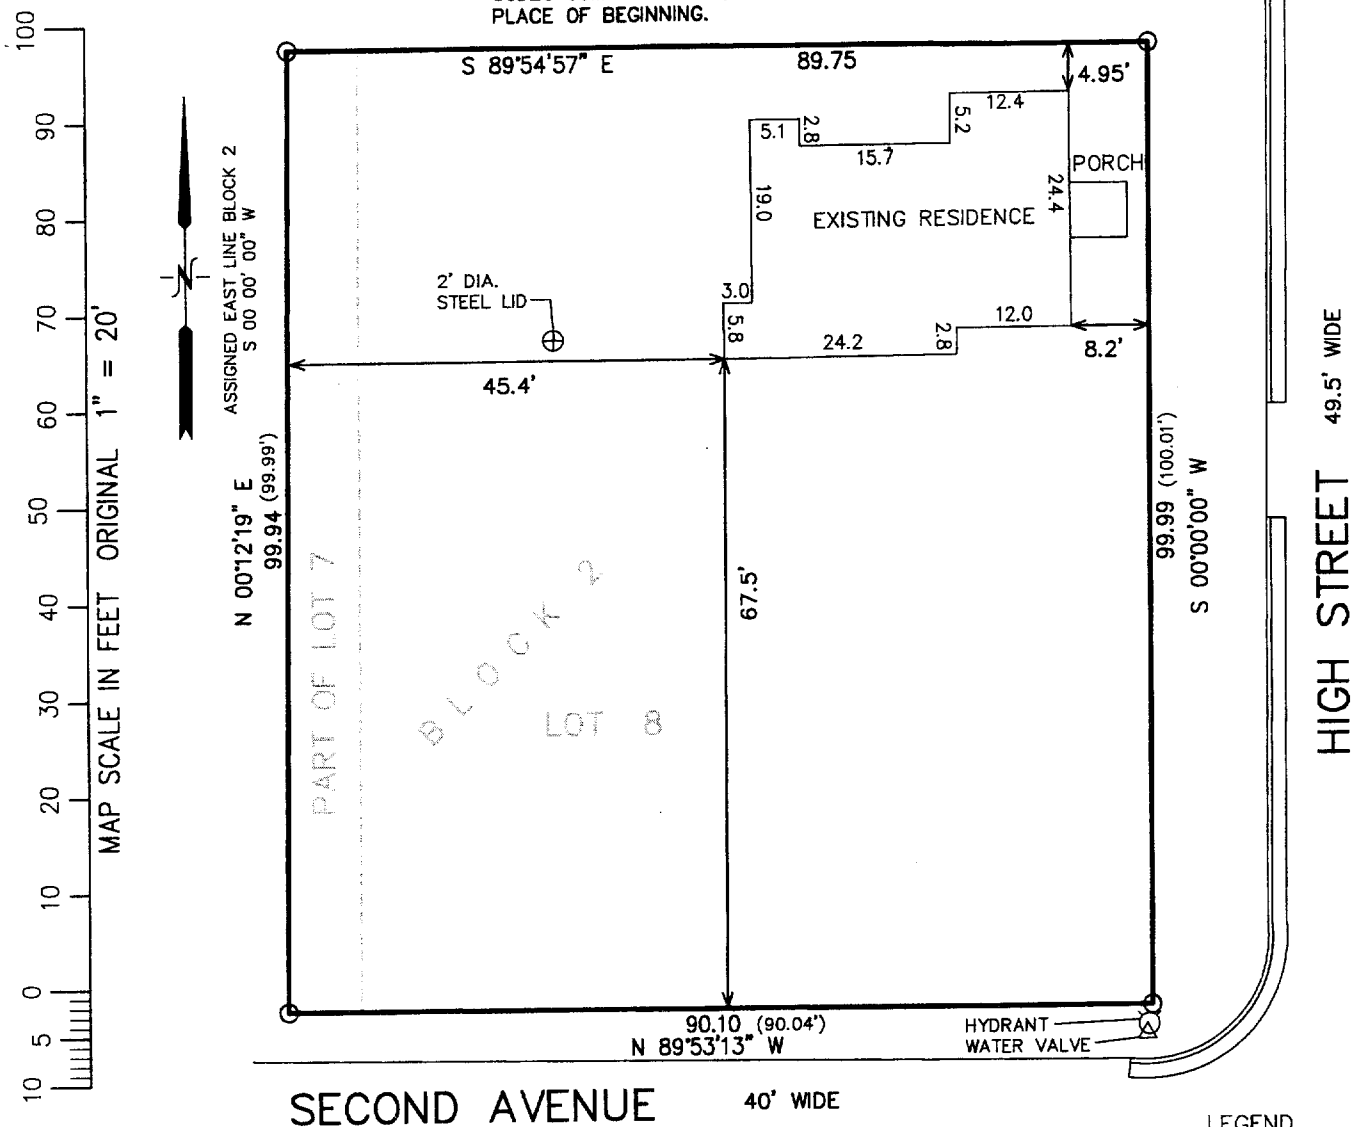 PLACE OF BEGINNING.
S 89°54'57" E
89.75
4.95'
12.4
5.2
5.1
2.8
15.7
PORCH
24.4
19.0
EXISTING RESIDENCE
2' DIA.
STEEL LID
3.0
5.8
24.2
2.8
12.0
8.2'
45.4'
67.5'
100
90
80
70
60
50
40
30
20
10
0
5
10
MAP SCALE IN FEET ORIGINAL 1" = 20'
N
ASSIGNED EAST LINE BLOCK 2
S 00 00' 00" W
N 00°12'19" E
99.94 (99.99')
PART OF LOT 7
BLOCK 2
LOT 8
99.99 (100.01')
S 00°00'00" W
HIGH STREET 49.5' WIDE
90.10 (90.04')
N 89°53'13" W
HYDRANT
WATER VALVE
SECOND AVENUE 40' WIDE
LEGEND